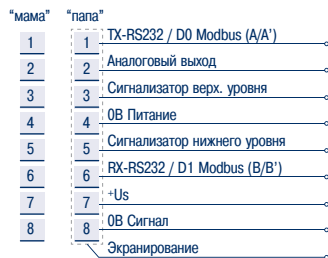 “мама” “папа”
1 1 TX-RS232 / D0 Modbus (A/A’)
2 2 Аналоговый выход
3 3 Сигнализатор верх. уровня
4 4 0В Питание
5 5 Сигнализатор нижнего уровня
6 6 RX-RS232 / D1 Modbus (B/B’)
7 7 +Us
8 8 0В Сигнал
Экранирование